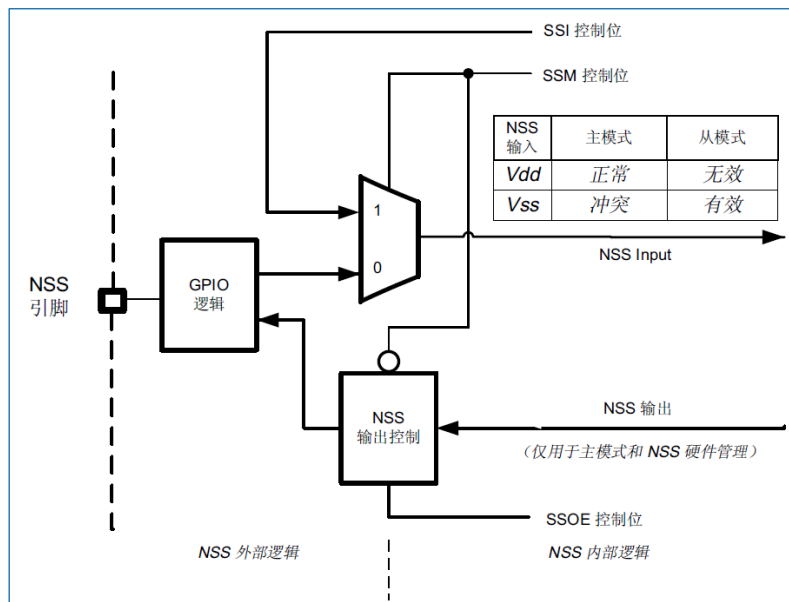 SSI 控制位
SSM 控制位
NSS
输入
主模式
从模式
Vdd
正常
无效
Vss
冲突
有效
1
NSS Input
0
GPIO
逻辑
NSS
引脚
NSS
输出控制
NSS 输出
（仅用于主模式和 NSS 硬件管理）
SSOE 控制位
NSS 外部逻辑
NSS 内部逻辑